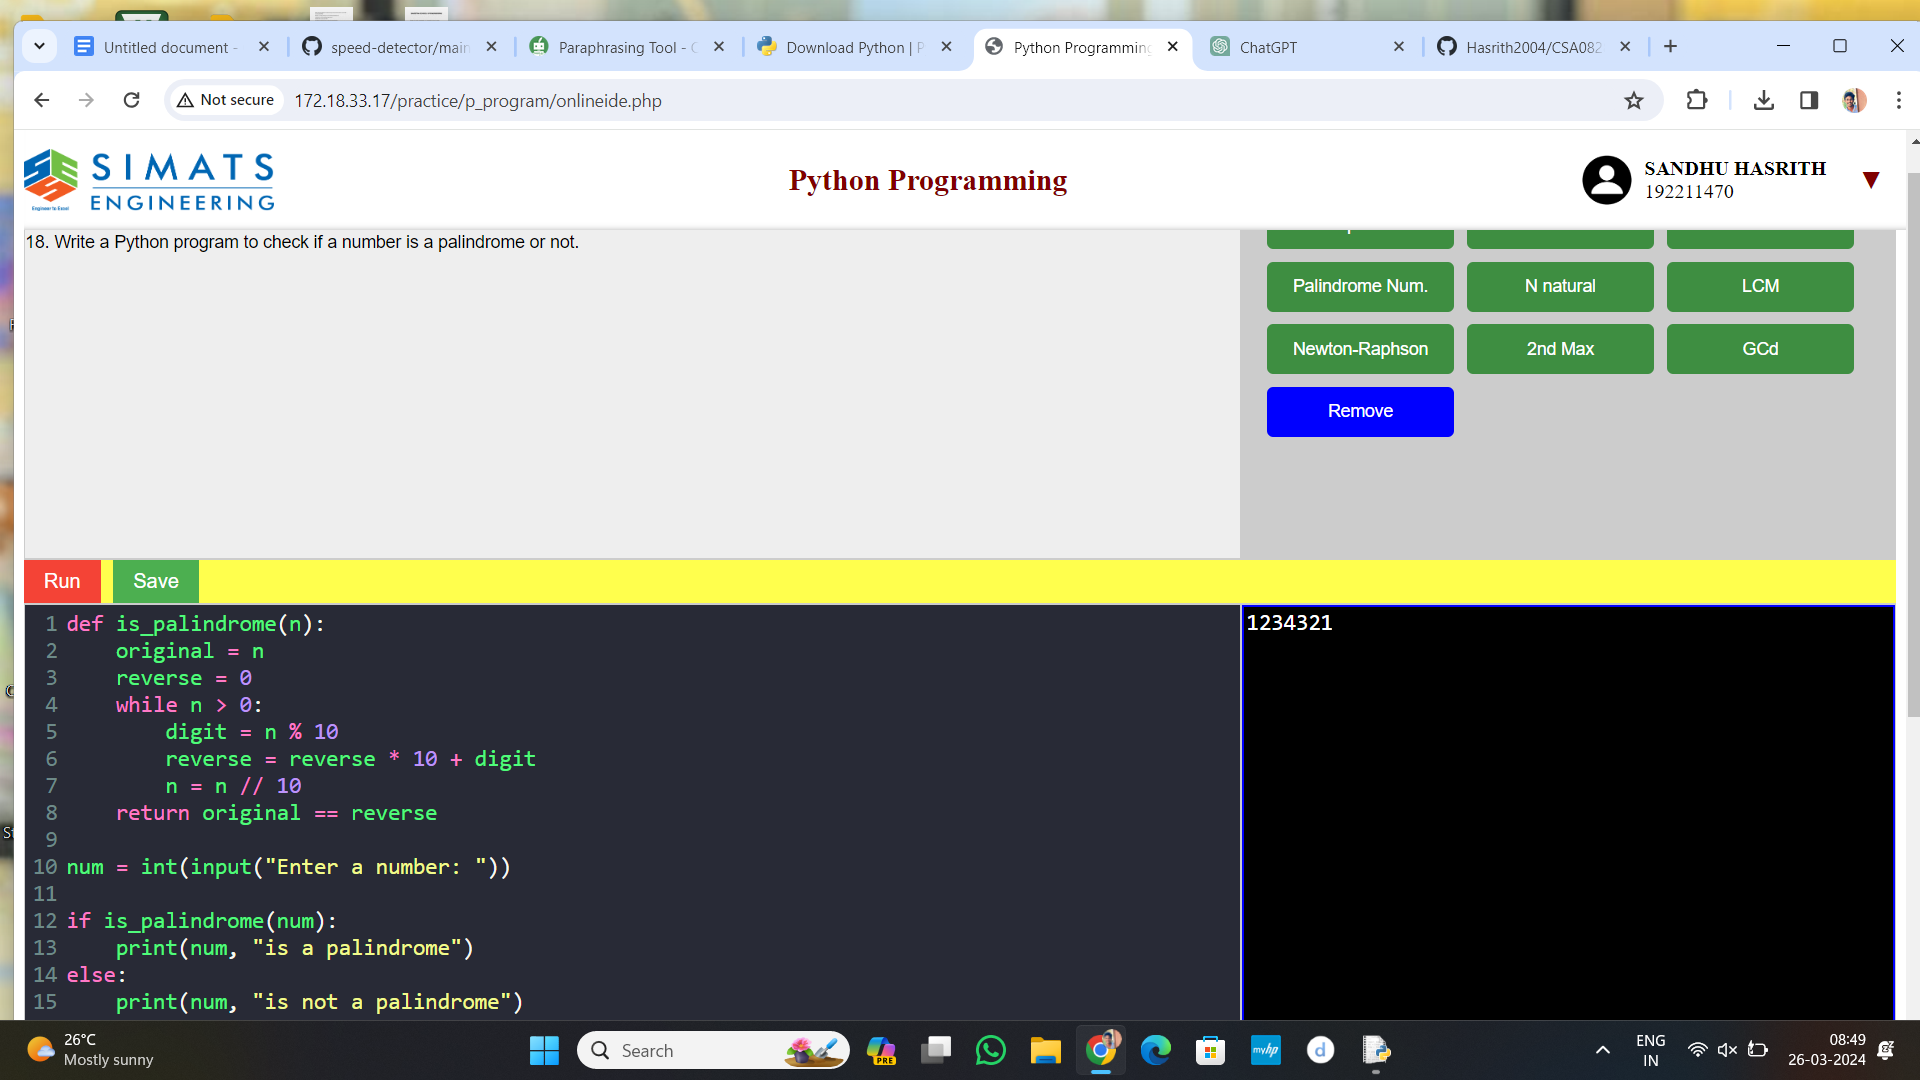 Untitled document -
speed-detector/main
Paraphrasing Tool -
Download Python |
Python Programming
ChatGPT
Hasrith2004/CSA082
Not secure
172.18.33.17/practice/p_program/onlineide.php
SIMATS
ENGINEERING
Engineer to Excel
Python Programming
SANDHU HASRITH
192211470
18. Write a Python program to check if a number is a palindrome or not.
Palindrome Num.
N natural
LCM
Newton-Raphson
2nd Max
GCd
Remove
Run
Save
1 def is_palindrome(n):
2     original = n
3     reverse = 0
4     while n > 0:
5         digit = n % 10
6         reverse = reverse * 10 + digit
7         n = n // 10
8     return original == reverse
9
10 num = int(input("Enter a number: "))
11
12 if is_palindrome(num):
13     print(num, "is a palindrome")
14 else:
15     print(num, "is not a palindrome")
1234321
26°C
Mostly sunny
Search
PRE
myhp
d
ENG
IN
08:49
26-03-2024